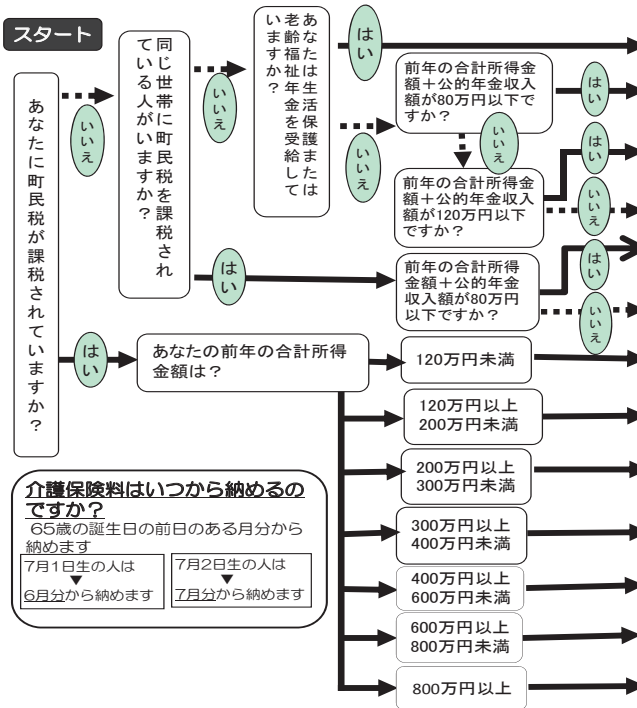 スタート
あなたに町民税が課税されていますか？
いいえ
はい
同じ世帯に町民税を課税され
ている人がいますか？
いいえ
はい
あなたは生活保護または
老齢福祉年金を受給して
いますか？
はい
いいえ
前年の合計所得金
額＋公的年金収入
額が80万円以下で
すか？
はい
いいえ
前年の合計所得金
額＋公的年金収入
額が120万円以下
ですか？
はい
いいえ
前年の合計所得
金額＋公的年金
収入額が80万円
以下ですか？
はい
いいえ
あなたの前年の合計所得
金額は？
120万円未満
120万円以上
200万円未満
200万円以上
300万円未満
300万円以上
400万円未満
400万円以上
600万円未満
600万円以上
800万円未満
800万円以上
介護保険料はいつから納めるの
ですか？
65歳の誕生日の前日のある月分から
納めます
7月1日生の人は
▼
6月分から納めます
7月2日生の人は
▼
7月分から納めます